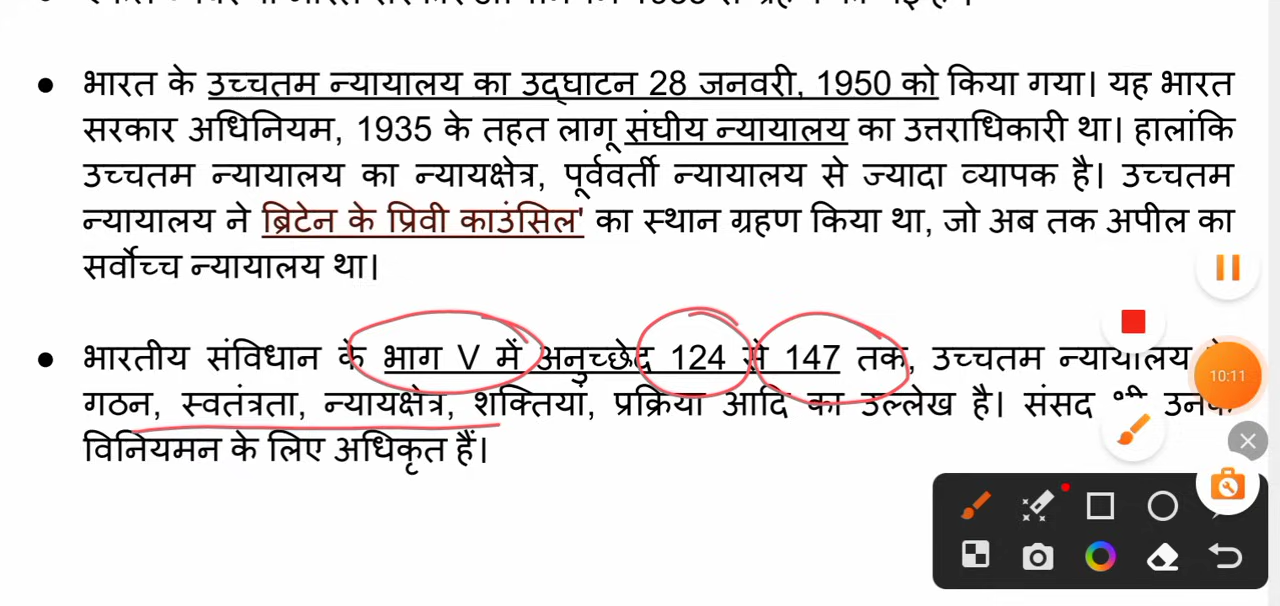 भारत के उच्चतम न्यायालय का उद्घाटन 28 जनवरी, 1950 को किया गया। यह भारत
सरकार अधिनियम, 1935 के तहत लागू संघीय न्यायालय का उत्तराधिकारी था। हालांकि
उच्चतम न्यायालय का न्यायक्षेत्र, पूर्ववर्ती न्यायालय से ज्यादा व्यापक है। उच्चतम
न्यायालय ने ब्रिटेन के प्रिवी काउंसिल' का स्थान ग्रहण किया था, जो अब तक अपील का
सर्वोच्च न्यायालय था।
भारतीय संविधान के भाग V में अनुच्छेद 124 से 147 तक, उच्चतम न्यायालय
10:11
गठन, स्वतंत्रता, न्यायक्षेत्र, शक्तियां, प्रक्रिया आदि का उल्लेख है। संसद
विनियमन के लिए अधिकृत हैं।